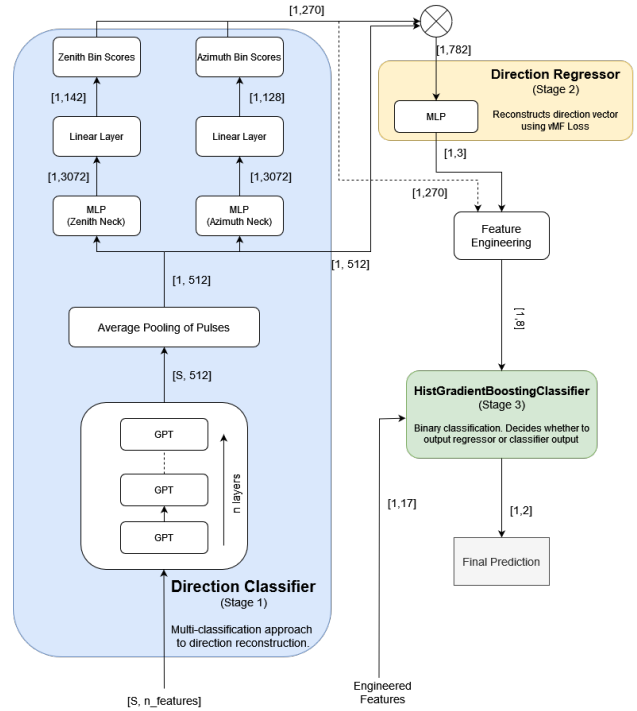 [1,270]
Zenith Bin Scores
Azimuth Bin Scores
[1,782]
Direction Regressor
(Stage 2)
MLP
Reconstructs direction vector
using vMF Loss
[1,142]
[1,128]
Linear Layer
Linear Layer
[1,3]
[1,3072]
[1,3072]
[1,270]
MLP
(Zenith Neck)
MLP
(Azimuth Neck)
Feature
Engineering
[1, 512]
[1, 512]
[1,8]
Average Pooling of Pulses
[S, 512]
HistGradientBoostingClassifier
(Stage 3)
Binary classification. Decides whether to
output regressor or classifier output
GPT
GPT
GPT
n layers
[1,17]
[1,2]
Final Prediction
Direction Classifier
(Stage 1)
Multi-classification approach
to direction reconstruction.
Engineered
Features
[S, n_features]